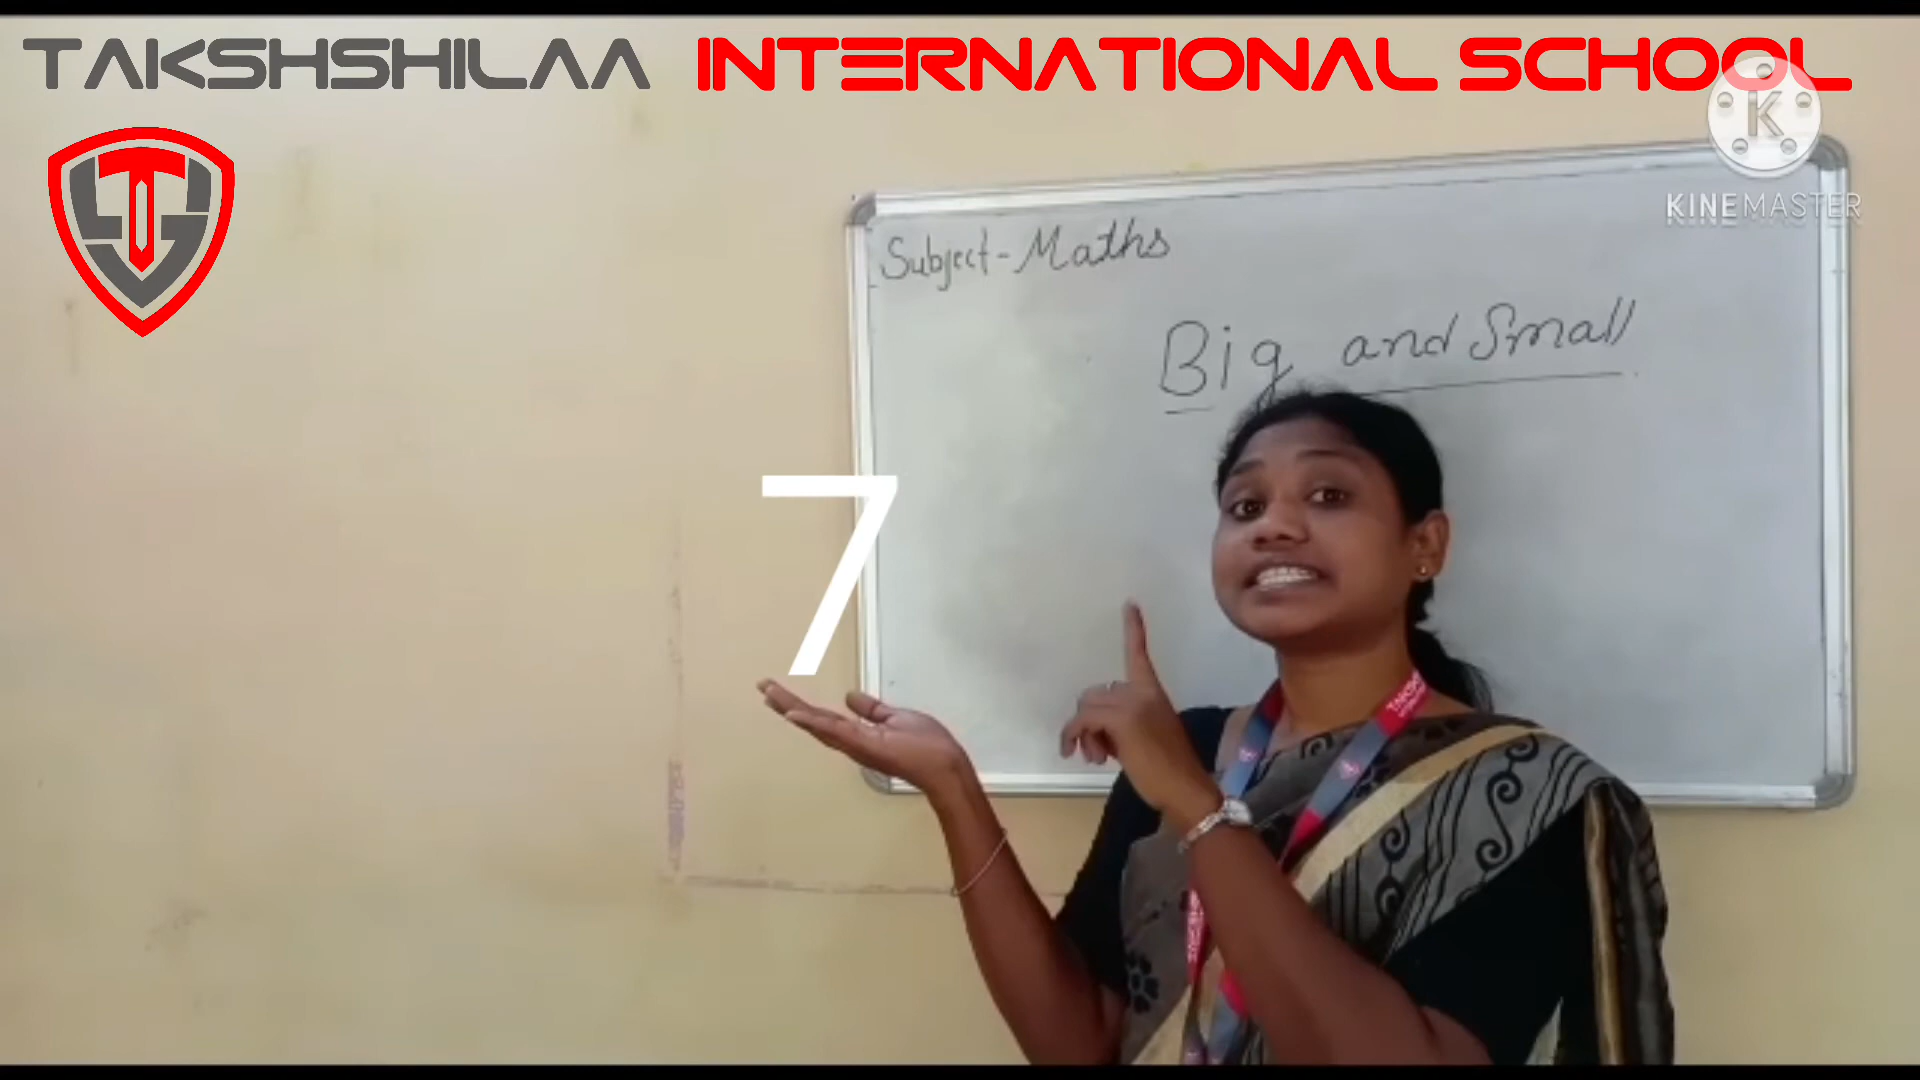 TAKSHSHILAA INTERNATIONAL SCHOOL
K
KINEMASTER
Subject - Maths
Big and Small
7